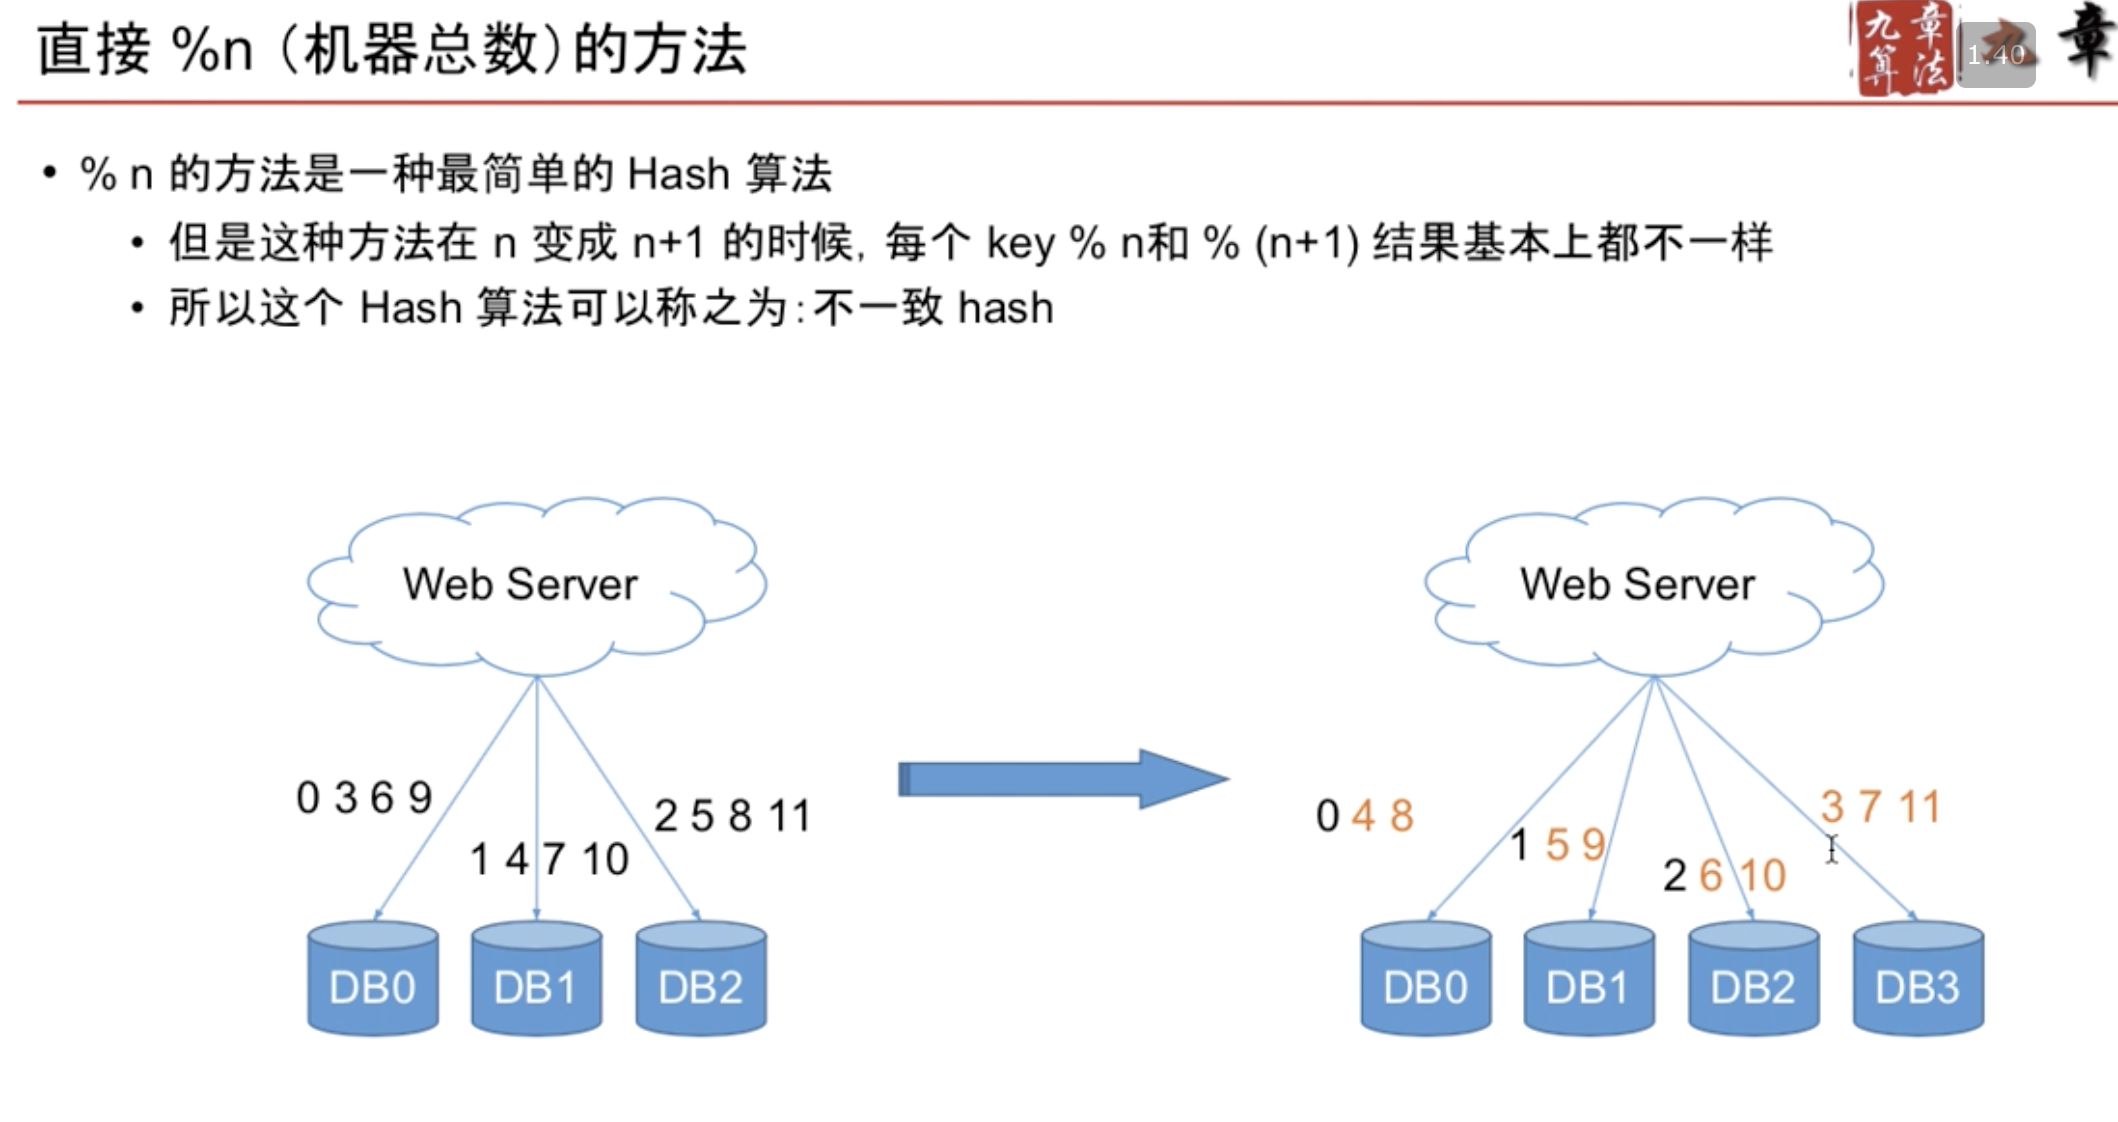 直接 %n（机器总数）的方法
九章算法
九章
1.40
• % n 的方法是一种最简单的 Hash 算法
• 但是这种方法在 n 变成 n+1 的时候，每个 key % n和 % (n+1) 结果基本上都不一样
• 所以这个 Hash 算法可以称之为：不一致 hash
Web Server
0 3 6 9
1 4 7 10
2 5 8 11
DB0
DB1
DB2
Web Server
0 4 8
1 5 9
2 6 10
3 7 11
DB0
DB1
DB2
DB3